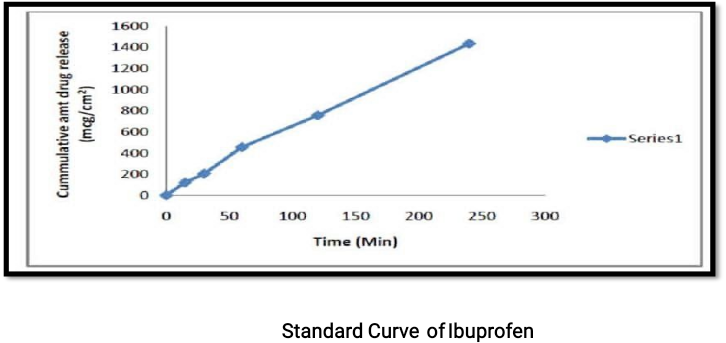 Cummulative amt drug release
(mcg/cm²)
1600
1400
1200
1000
800
600
400
200
0
0 50 100 150 200 250 300
Time (Min)
Series1
Standard Curve of Ibuprofen